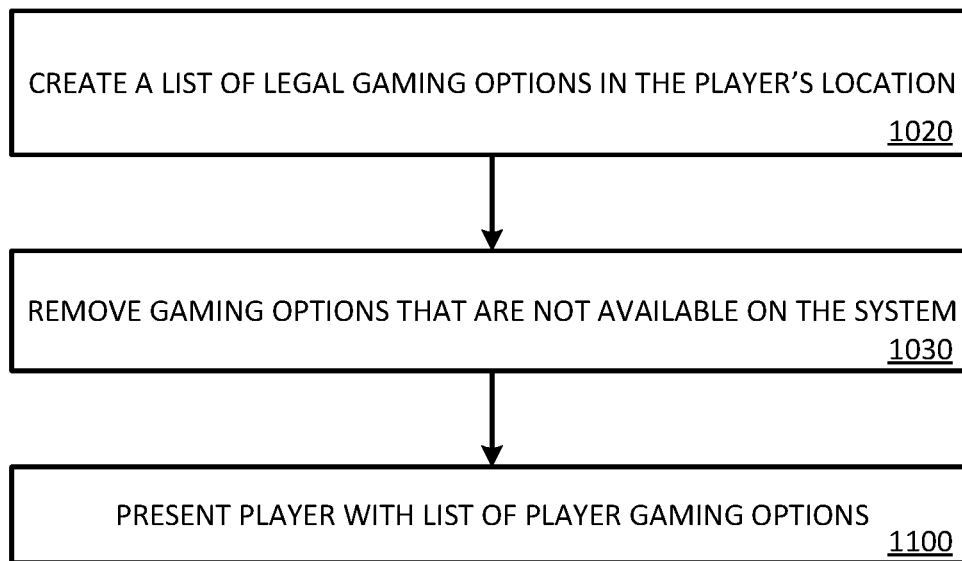 CREATE A LIST OF LEGAL GAMING OPTIONS IN THE PLAYER'S LOCATION
1020
REMOVE GAMING OPTIONS THAT ARE NOT AVAILABLE ON THE SYSTEM
1030
PRESENT PLAYER WITH LIST OF PLAYER GAMING OPTIONS
1100